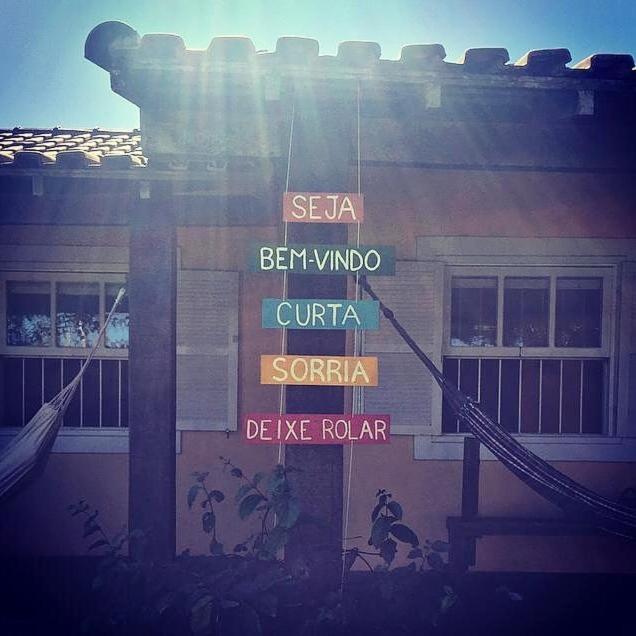 SEJA
BEM-VINDO
CURTA
SORRIA
DEIXE ROLAR